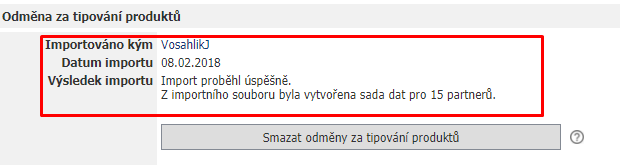 Odměna za tipování produktů
Importováno kým VosahlikJ
Datum importu 08.02.2018
Výsledek importu Import proběhl úspěšně.
Z importního souboru byla vytvořena sada dat pro 15 partnerů.
Smazat odměny za tipování produktů ?